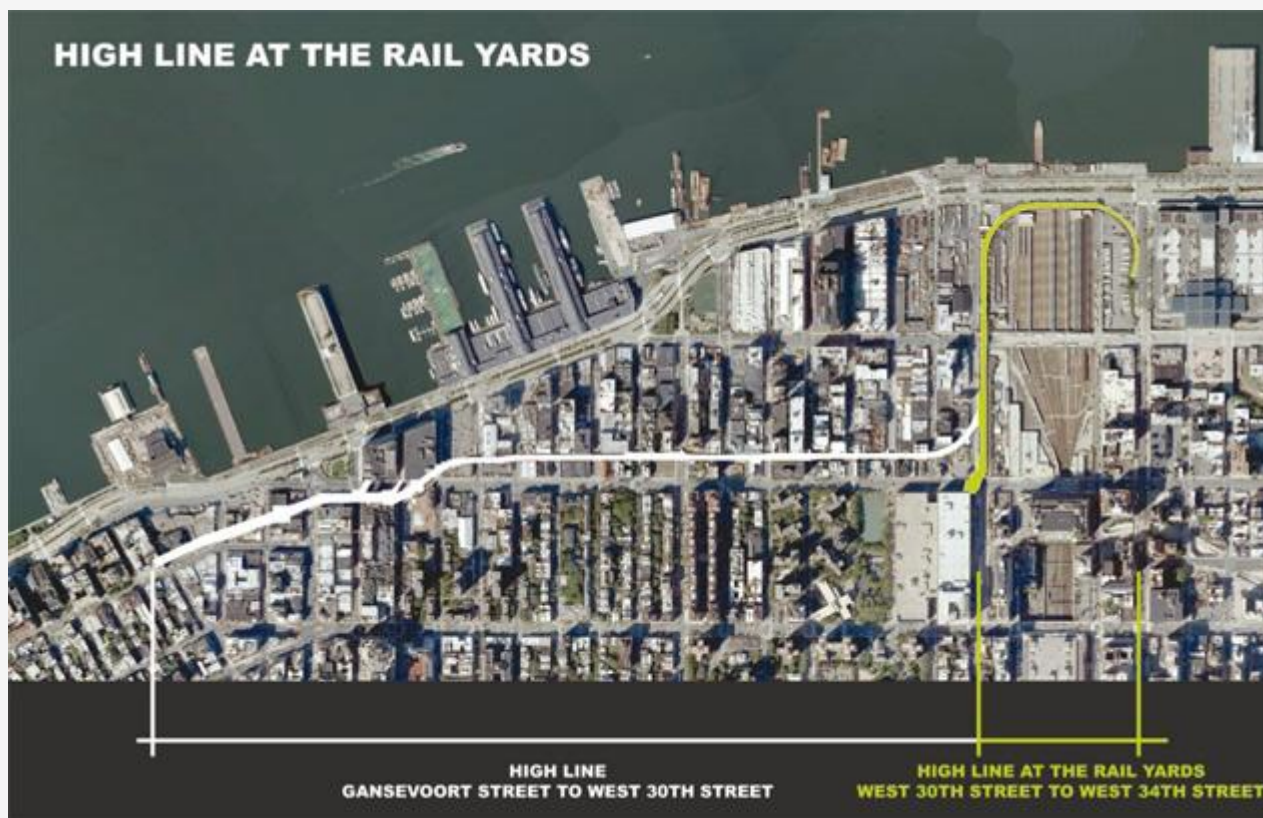 HIGH LINE AT THE RAIL YARDS
HIGH LINE
GANSEVOORT STREET TO WEST 30TH STREET
HIGH LINE AT THE RAIL YARDS
WEST 30TH STREET TO WEST 34TH STREET